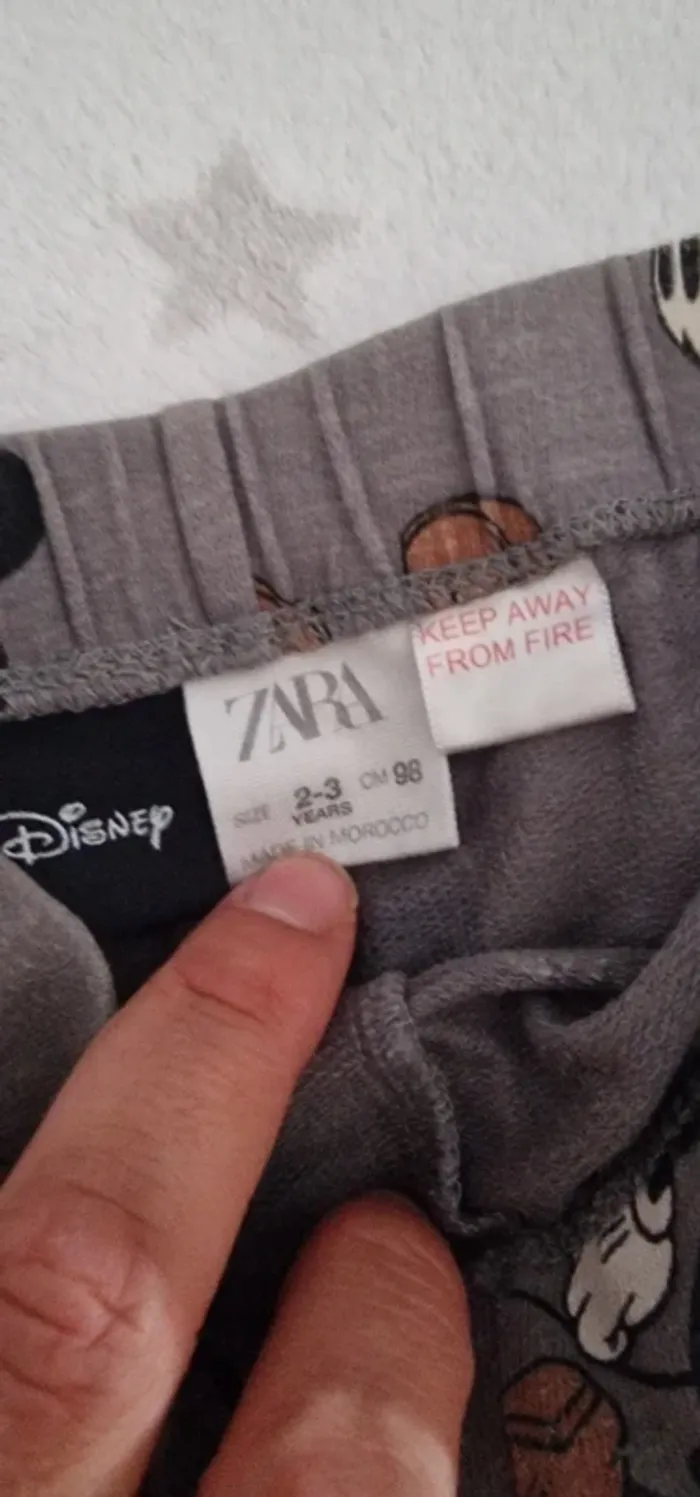 KEEP AWAY
FROM FIRE
ZARA
SIZE 2-3 YEARS CM 98
MADE IN MOROCCO
DISNEY